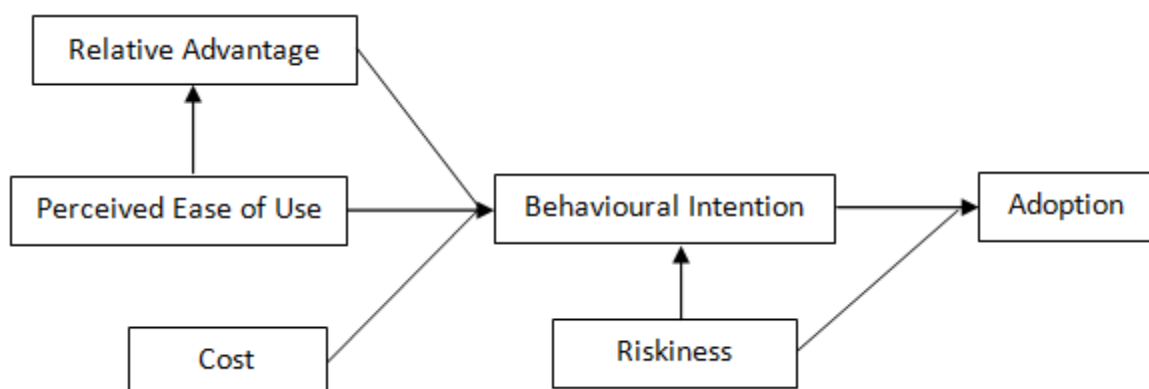 Relative Advantage
Perceived Ease of Use
Behavioural Intention
Adoption
Cost
Riskiness